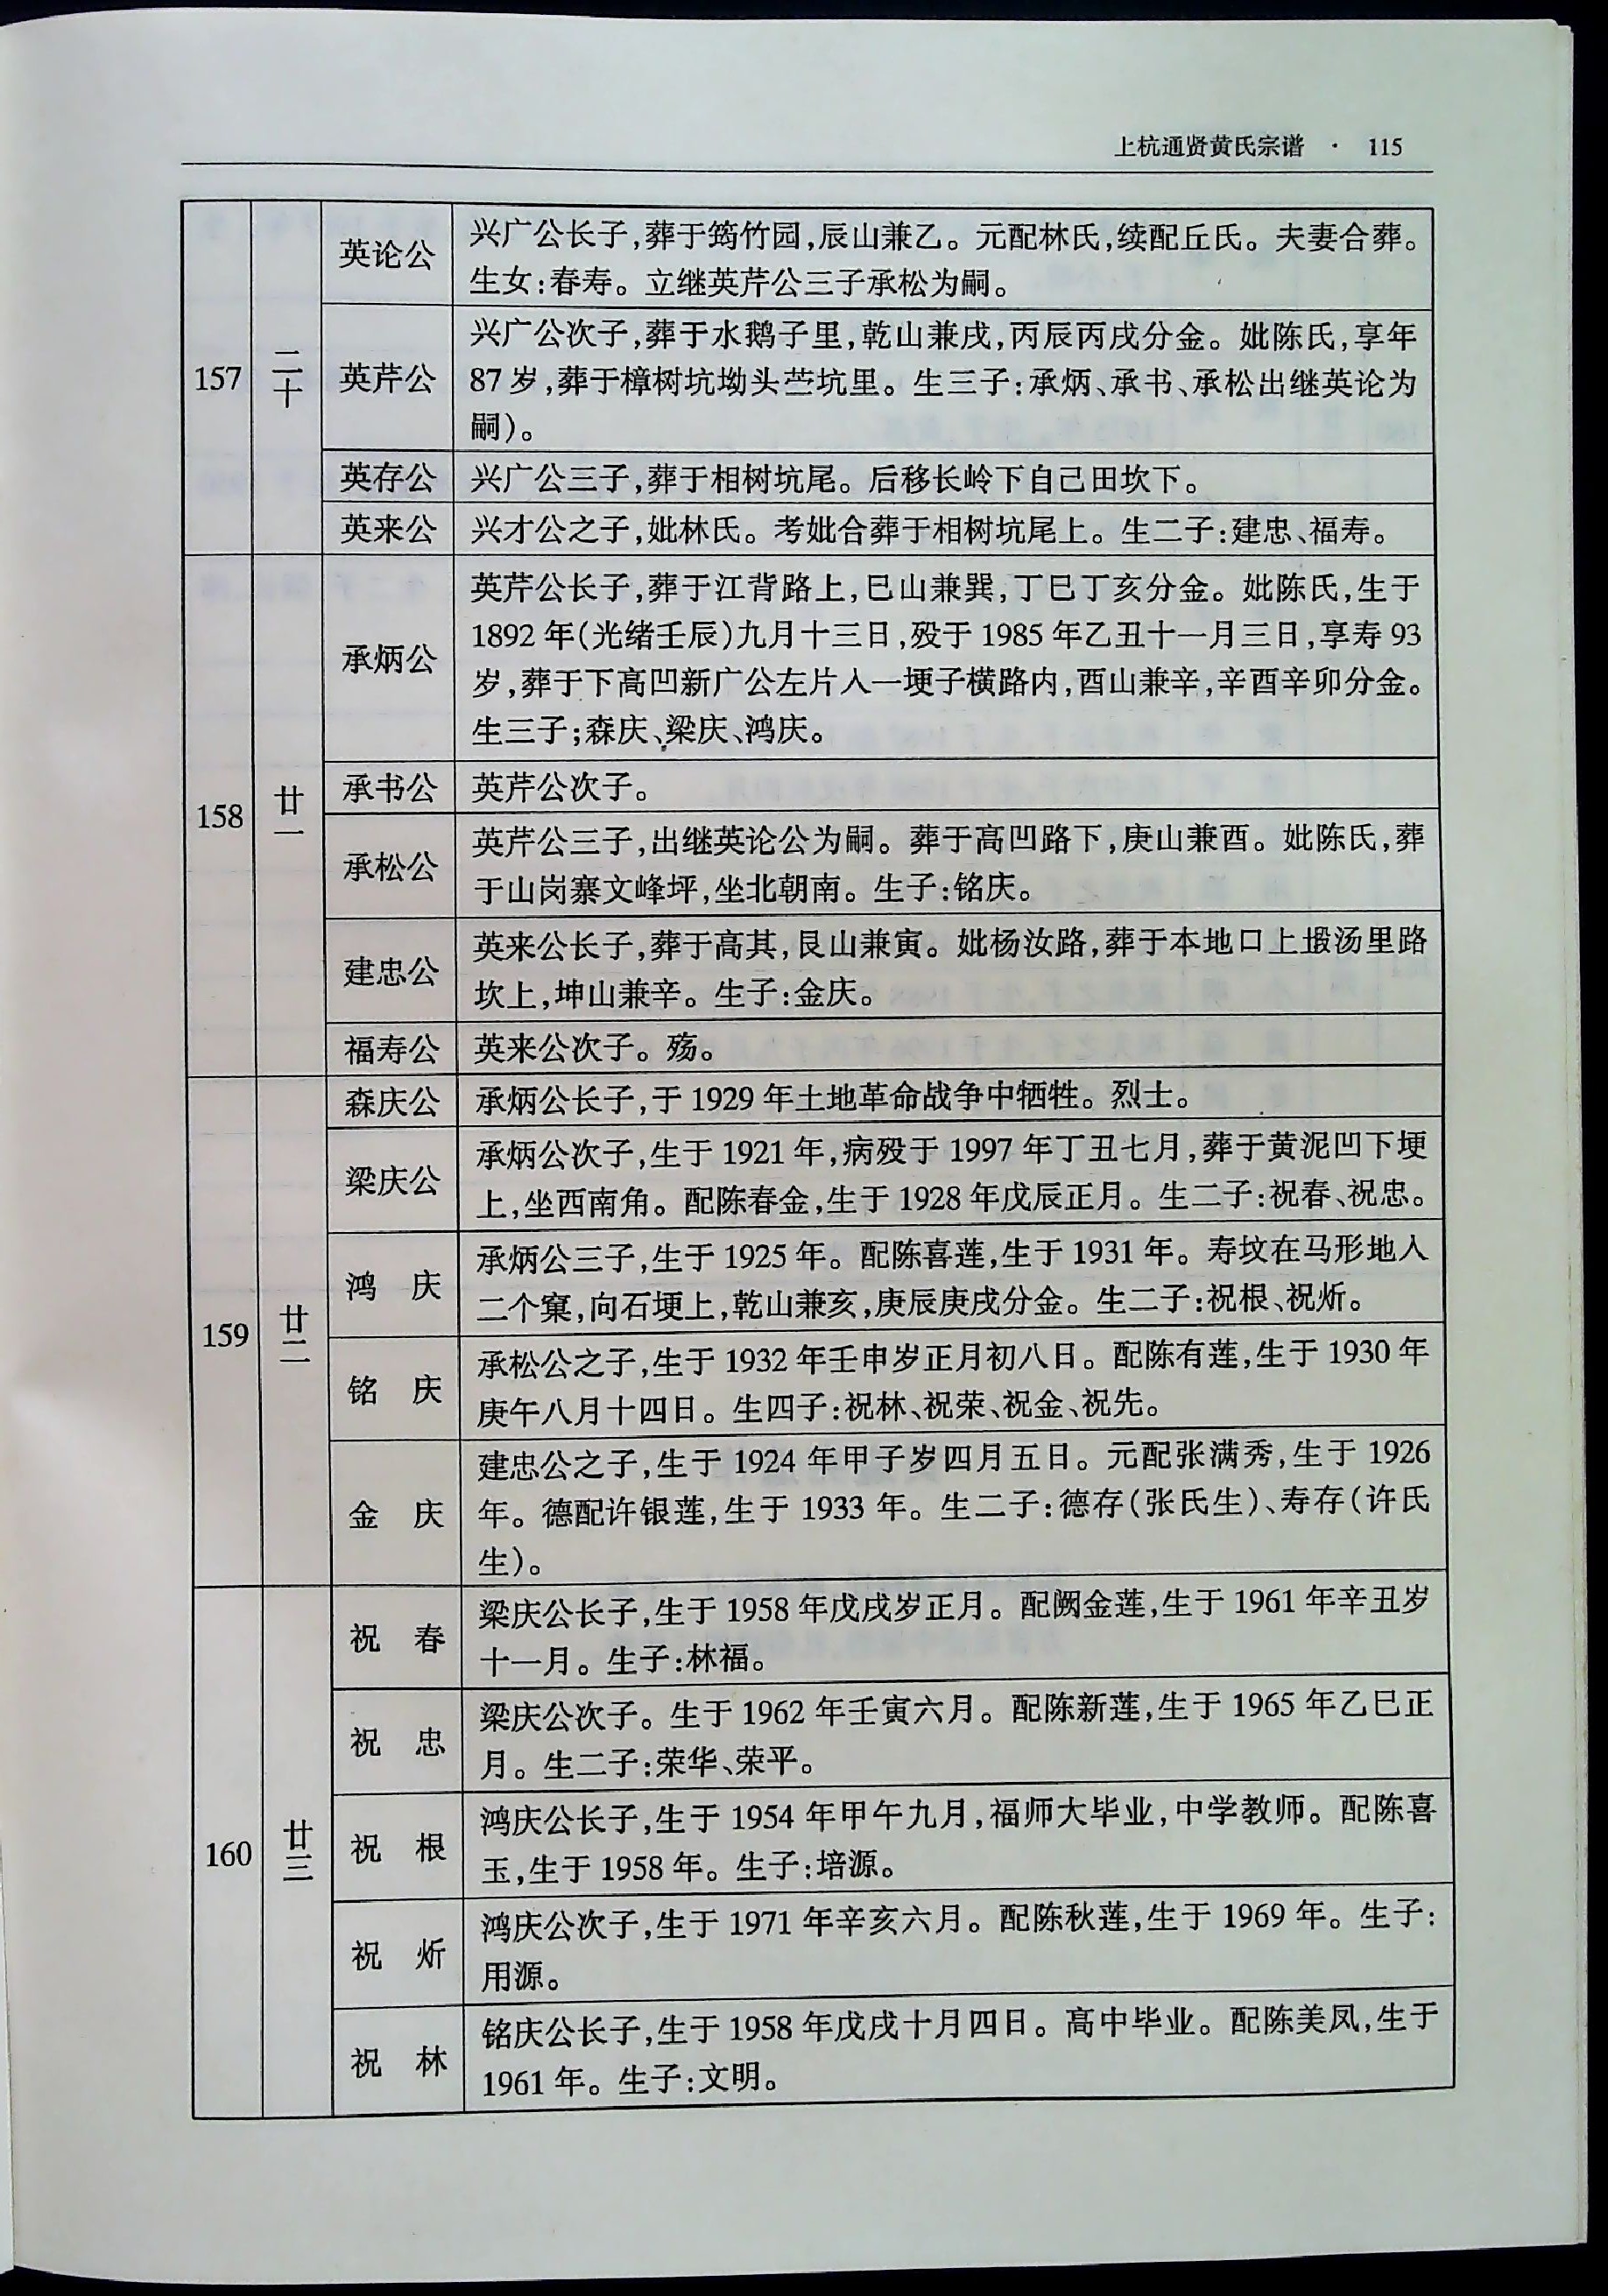 上杭通贤黄氏宗谱 · 115
157
二十
英论公
兴广公长子,葬于筠竹园,辰山兼乙。元配林氏,续配丘氏。夫妻合葬。
生女:春寿。立继英芹公三子承松为嗣。
英芹公
兴广公次子,葬于水鹅子里,乾山兼戌,丙辰丙戌分金。妣陈氏,享年
87岁,葬于樟树坑坳头苎坑里。生三子:承炳、承书、承松出继英论为
嗣)。
英存公
兴广公三子,葬于相树坑尾。后移长岭下自己田坎下。
英来公
兴才公之子,妣林氏。考妣合葬于相树坑尾上。生二子:建忠、福寿。
158
廿一
承炳公
英芹公长子,葬于江背路上,巳山兼巽,丁巳丁亥分金。妣陈氏,生于
1892年(光绪壬辰)九月十三日,殁于1985年乙丑十一月三日,享寿93
岁,葬于下高凹新广公左片入一埂子横路内,酉山兼辛,辛酉辛卯分金。
生三子;森庆、梁庆、鸿庆。
承书公
英芹公次子。
承松公
英芹公三子,出继英论公为嗣。葬于高凹路下,庚山兼酉。妣陈氏,葬
于山岗寨文峰坪,坐北朝南。生子:铭庆。
建忠公
英来公长子,葬于高其,艮山兼寅。妣杨汝路,葬于本地口上塅汤里路
坎上,坤山兼辛。生子:金庆。
福寿公
英来公次子。殇。
159
廿二
森庆公
承炳公长子,于1929年土地革命战争中牺牲。烈士。
梁庆公
承炳公次子,生于1921年,病殁于1997年丁丑七月,葬于黄泥凹下埂
上,坐西南角。配陈春金,生于1928年戊辰正月。生二子:祝春、祝忠。
鸿 庆
承炳公三子,生于1925年。配陈喜莲,生于1931年。寿坟在马形地入
二个窠,向石埂上,乾山兼亥,庚辰庚戌分金。生二子:祝根、祝炘。
铭 庆
承松公之子,生于1932年壬申岁正月初八日。配陈有莲,生于1930年
庚午八月十四日。生四子:祝林、祝荣、祝金、祝先。
金 庆
建忠公之子,生于1924年甲子岁四月五日。元配张满秀,生于1926
年。德配许银莲,生于1933年。生二子:德存(张氏生)、寿存(许氏
生)。
160
廿三
祝 春
梁庆公长子,生于1958年戊戌岁正月。配阙金莲,生于1961年辛丑岁
十一月。生子:林福。
祝 忠
梁庆公次子。生于1962年壬寅六月。配陈新莲,生于1965年乙巳正
月。生二子:荣华、荣平。
祝 根
鸿庆公长子,生于1954年甲午九月,福师大毕业,中学教师。配陈喜
玉,生于1958年。生子:培源。
祝 炘
鸿庆公次子,生于1971年辛亥六月。配陈秋莲,生于1969年。生子:
用源。
祝 林
铭庆公长子,生于1958年戊戌十月四日。高中毕业。配陈美凤,生于
1961年。生子:文明。